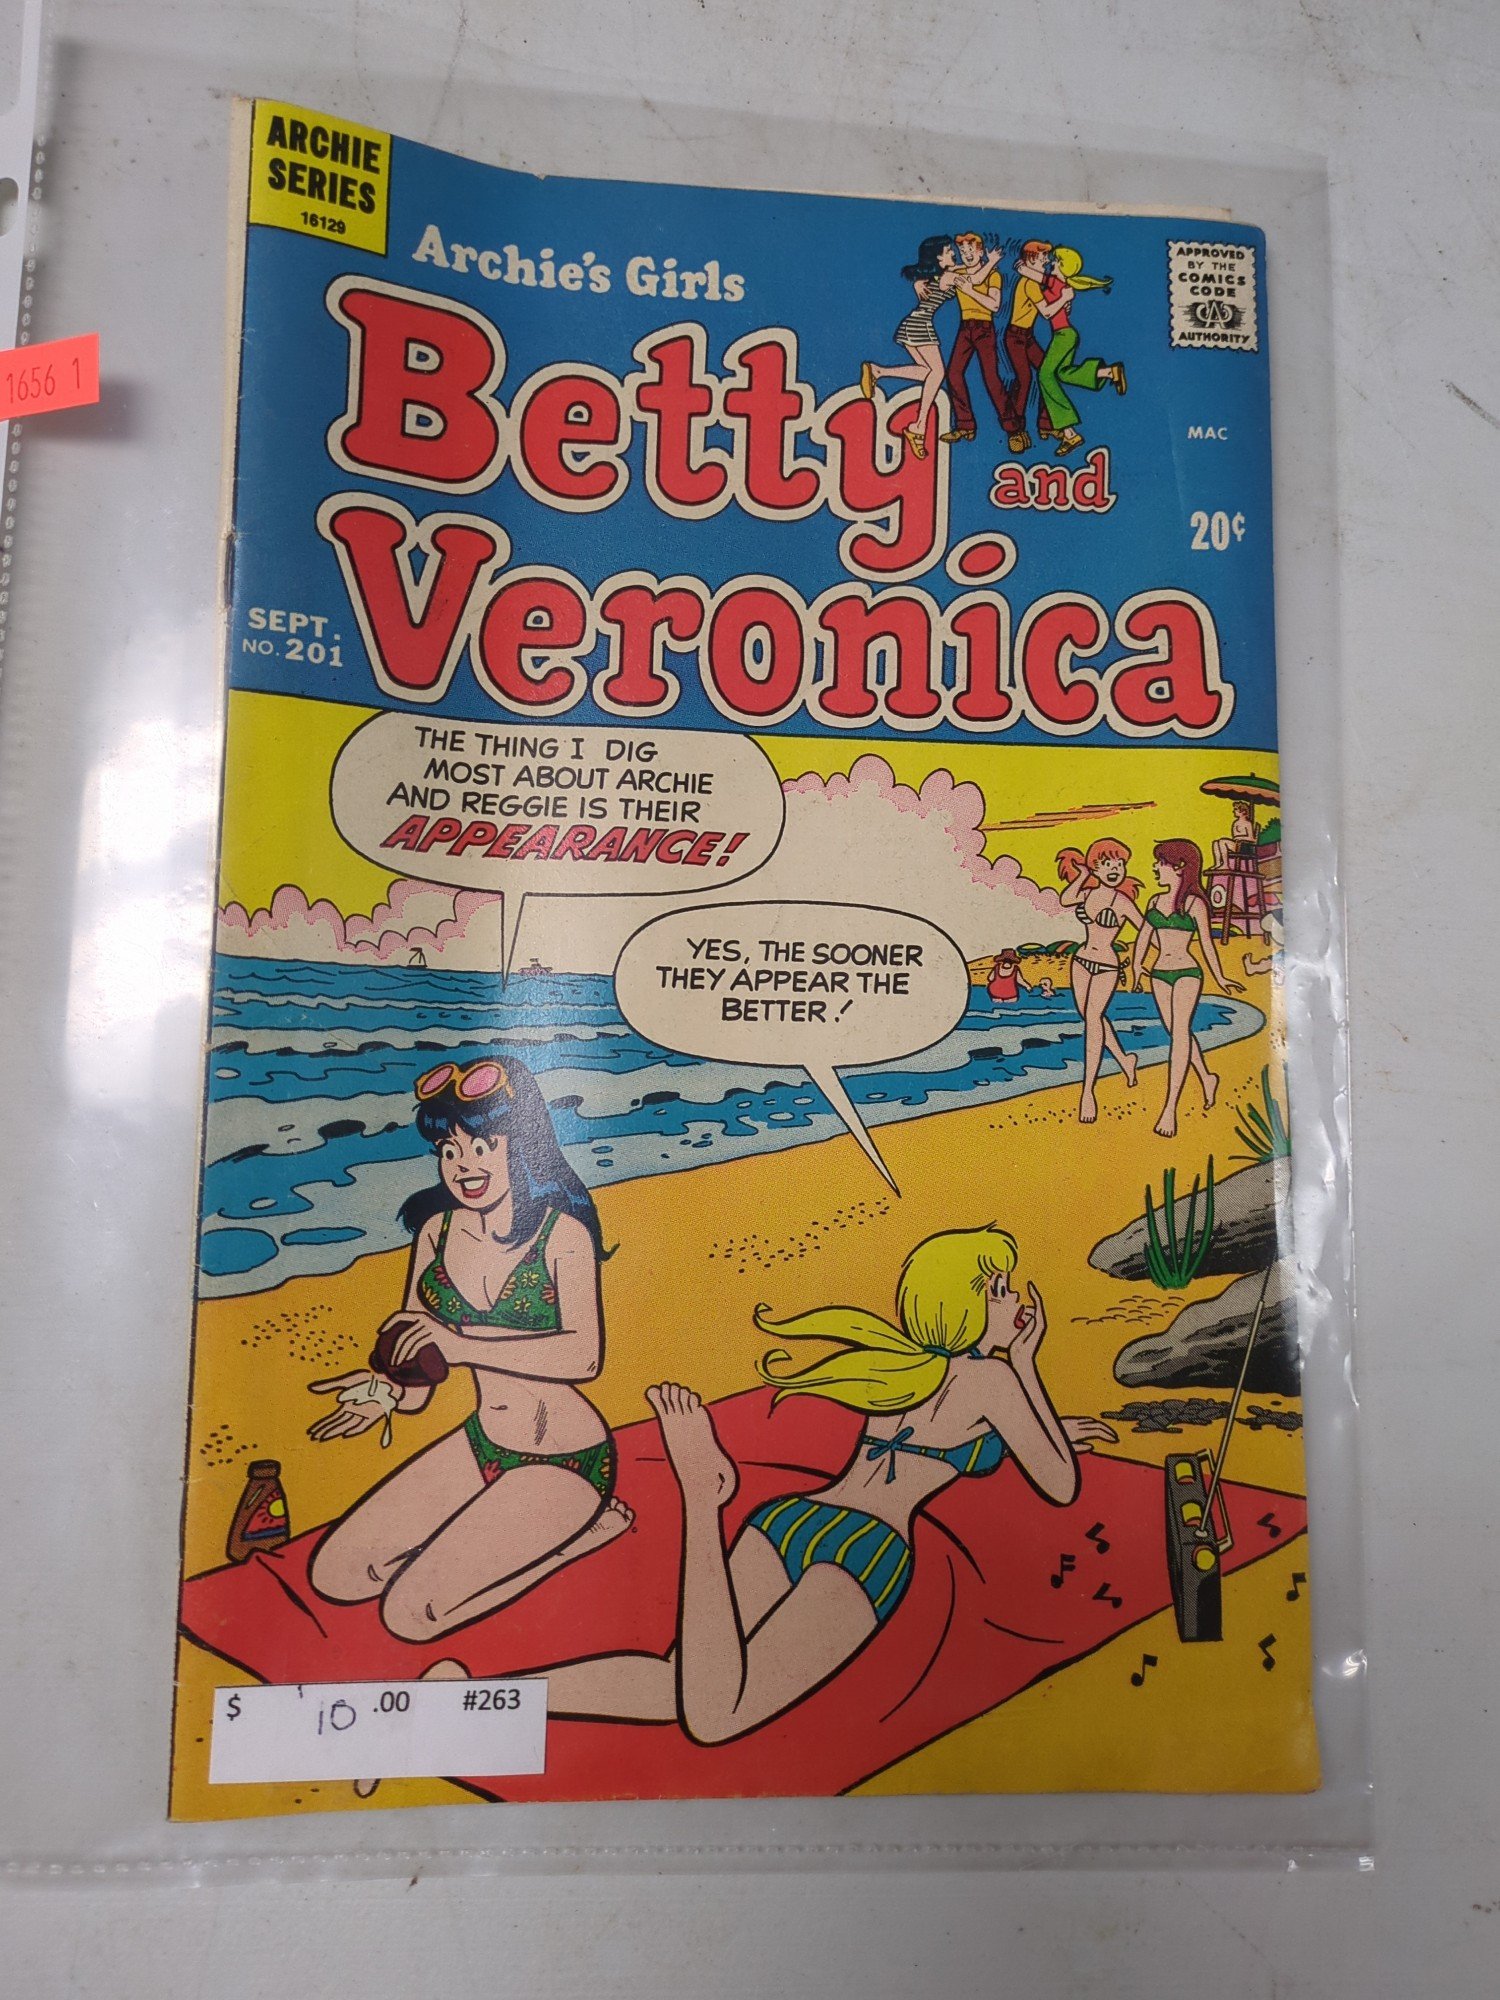 ARCHIE
SERIES
16129
Archie's Girls
Betty
and
Veronica
APPROVED
BY THE
COMICS
CODE
CA
AUTHORITY
MAC
20¢
SEPT.
NO. 201
1656 1
THE THING I DIG
MOST ABOUT ARCHIE
AND REGGIE IS THEIR
APPEARANCE!
YES, THE SOONER
THEY APPEAR THE
BETTER!
$ 10 .00 #263